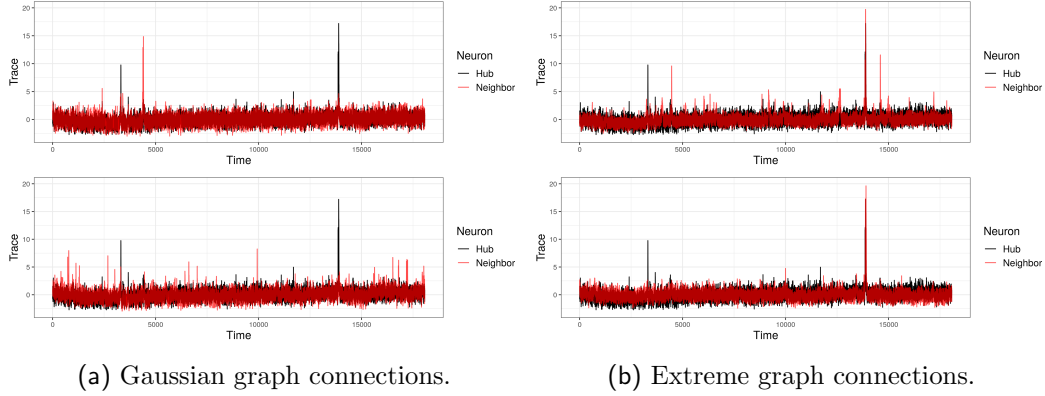 20
15
10
5
0
Trace
0 5000 10000 15000
Time
Neuron
Hub
Neighbor
20
15
10
5
0
Trace
0 5000 10000 15000
Time
Neuron
Hub
Neighbor
(a) Gaussian graph connections.
20
15
10
5
0
Trace
0 5000 10000 15000
Time
Neuron
Hub
Neighbor
20
15
10
5
0
Trace
0 5000 10000 15000
Time
Neuron
Hub
Neighbor
(b) Extreme graph connections.